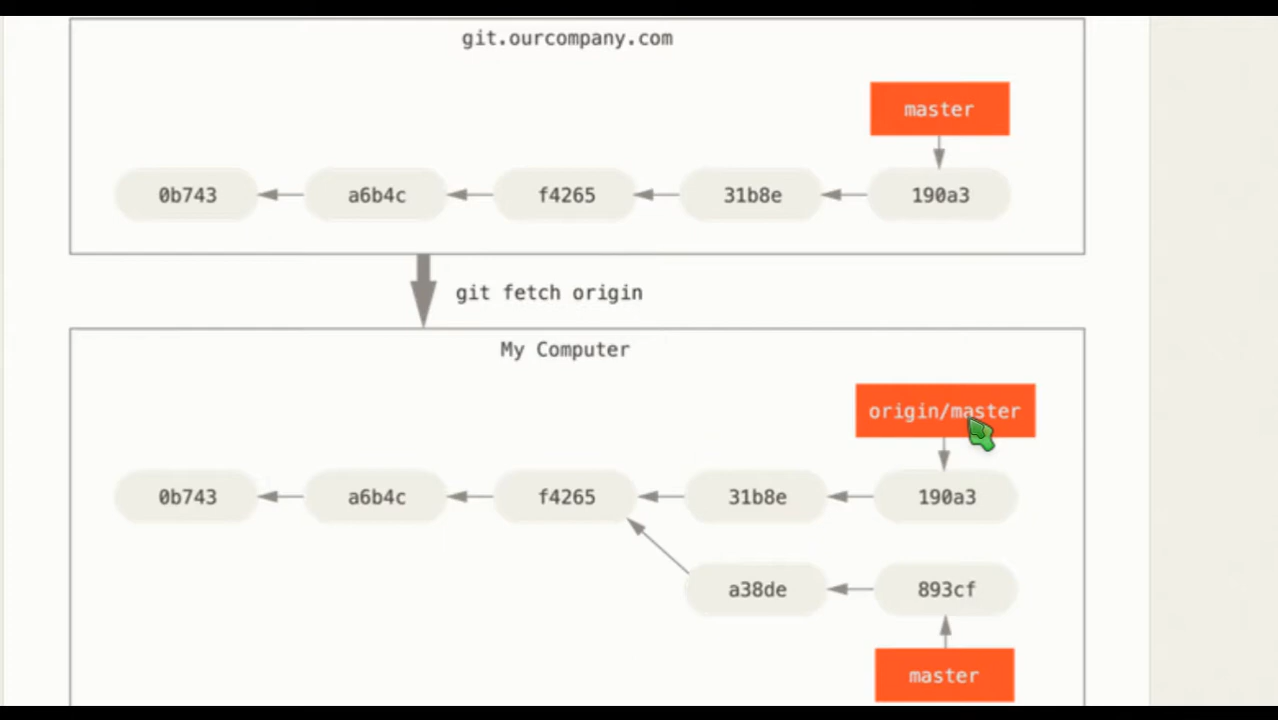 git.ourcompany.com
master
0b743 a6b4c f4265 31b8e 190a3
git fetch origin
My Computer
origin/master
0b743 a6b4c f4265 31b8e 190a3
a38de 893cf
master